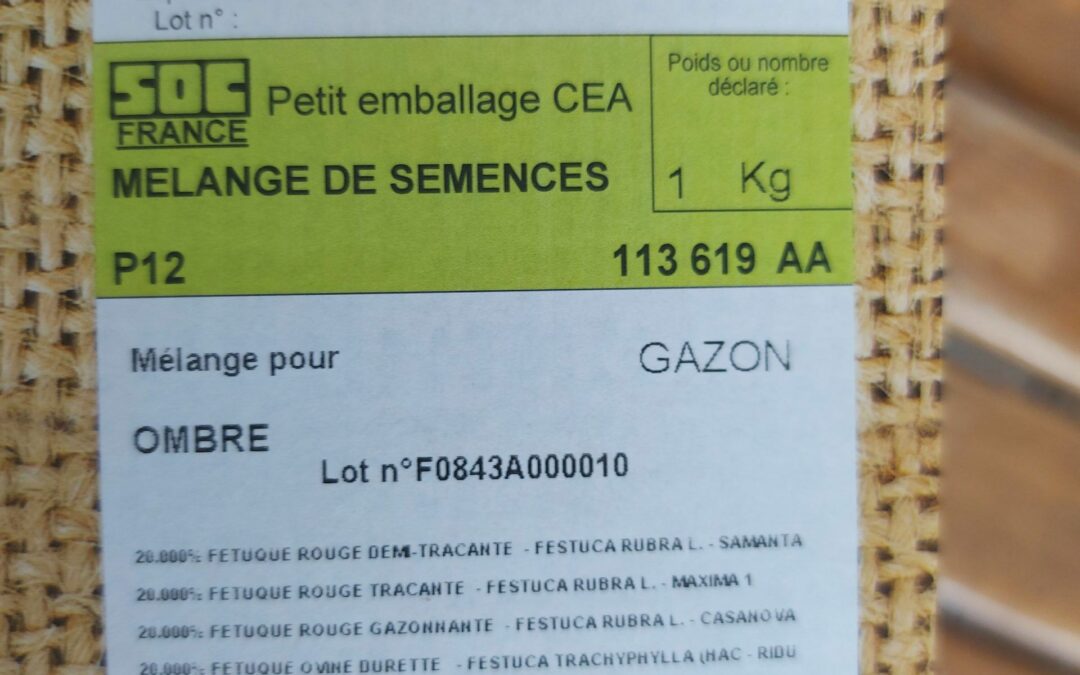 Lot n° :
SOC
FRANCE
Petit emballage CEA
Poids ou nombre
déclaré :
1 Kg
MELANGE DE SEMENCES
P12
113 619 AA
Mélange pour
GAZON
OMBRE
Lot n°F0843A000010
20.000% FETUQUE ROUGE DEMI-TRACANTE - FESTUCA RUBRA L. - SAMANTA
20.000% FETUQUE ROUGE TRACANTE - FESTUCA RUBRA L. - MAXIMA 1
20.000% FETUQUE ROUGE GAZONNANTE - FESTUCA RUBRA L. - CASANOVA
20.000% FETUQUE OVINE DURETTE - FESTUCA TRACHYPHYLLA (HAC - RIDU